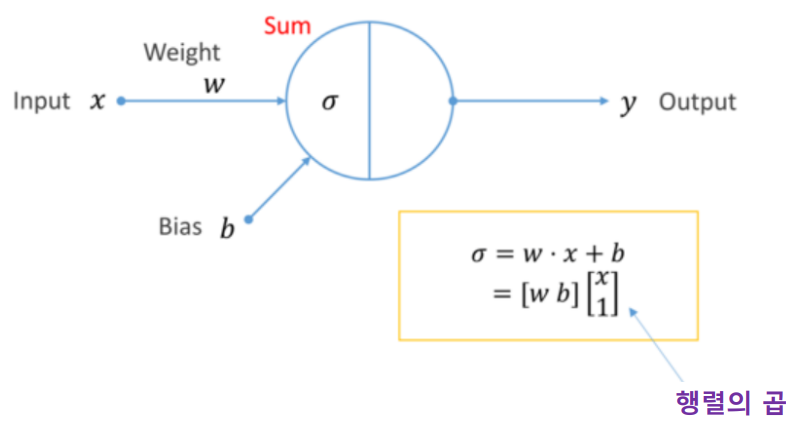 Sum
Weight
w
Input x
σ
y Output
Bias b
σ = w · x + b
= [w b] [x 1]
행렬의 곱